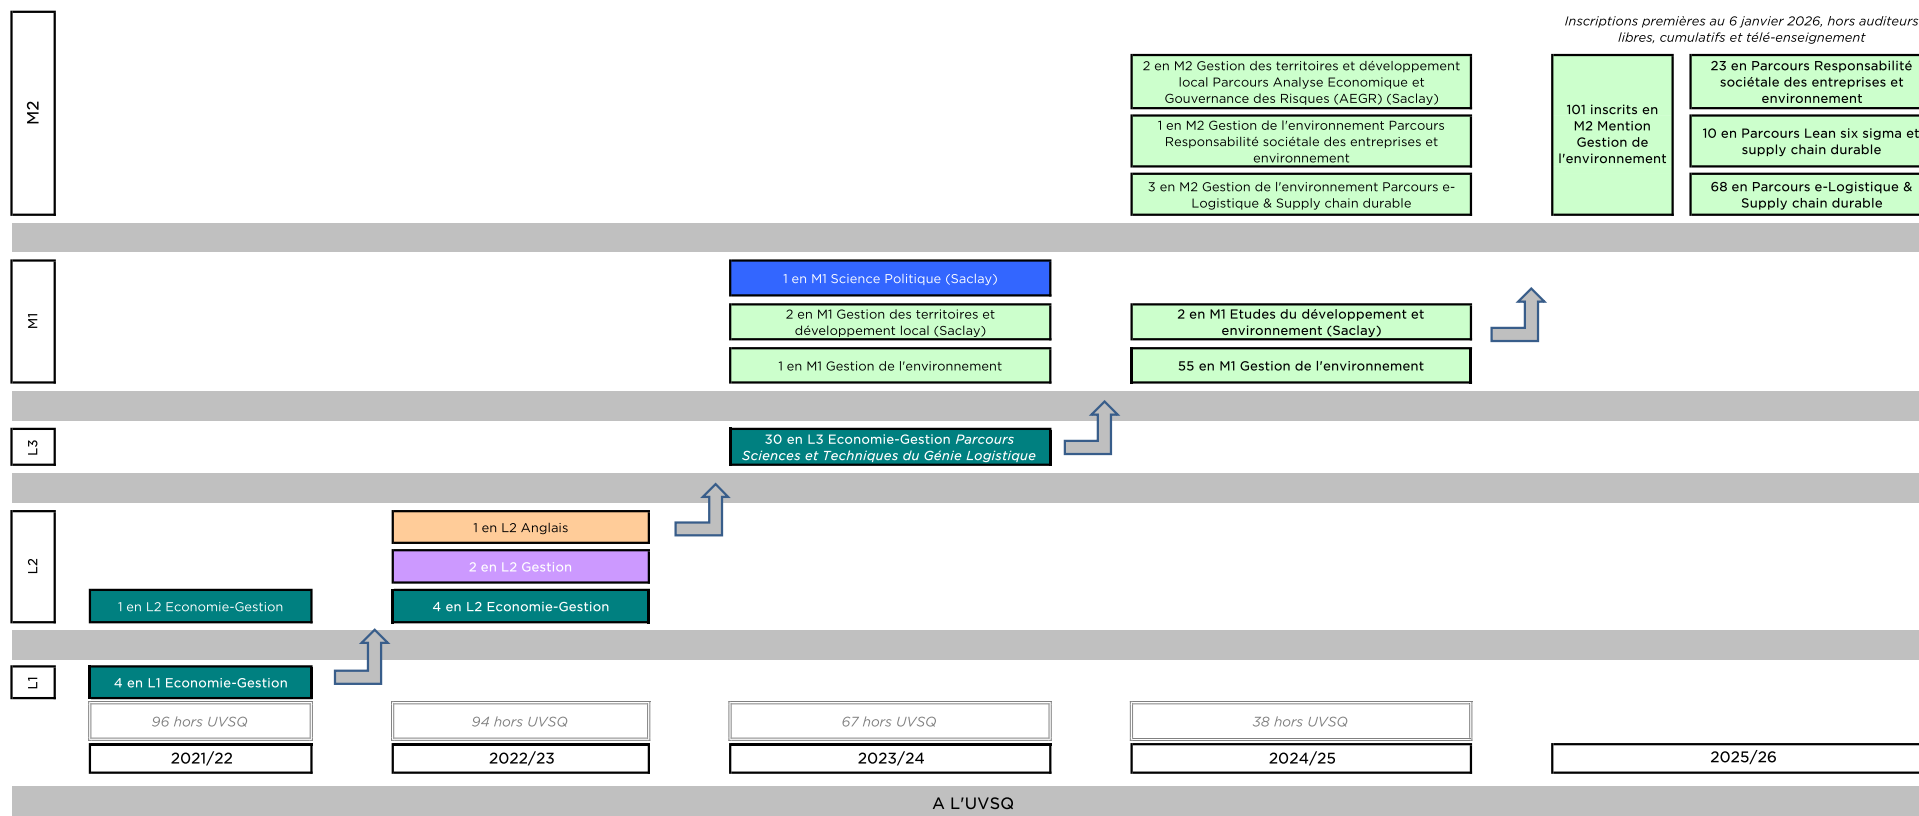 Inscriptions premières au 6 janvier 2026, hors auditeurs
libres, cumulatifs et télé-enseignement
M2
2 en M2 Gestion des territoires et développement
local Parcours Analyse Economique et
Gouvernance des Risques (AEGR) (Saclay)
1 en M2 Gestion de l'environnement Parcours
Responsabilité sociétale des entreprises et
environnement
3 en M2 Gestion de l'environnement Parcours e-
Logistique & Supply chain durable
101 inscrits en
M2 Mention
Gestion de
l'environnement
23 en Parcours Responsabilité
sociétale des entreprises et
environnement
10 en Parcours Lean six sigma et
supply chain durable
68 en Parcours e-Logistique &
Supply chain durable
M1
1 en M1 Science Politique (Saclay)
2 en M1 Gestion des territoires et
développement local (Saclay)
1 en M1 Gestion de l'environnement
2 en M1 Etudes du développement et
environnement (Saclay)
55 en M1 Gestion de l'environnement
L3
30 en L3 Economie-Gestion Parcours
Sciences et Techniques du Génie Logistique
L2
1 en L2 Economie-Gestion
1 en L2 Anglais
2 en L2 Gestion
4 en L2 Economie-Gestion
L1
4 en L1 Economie-Gestion
96 hors UVSQ
94 hors UVSQ
67 hors UVSQ
38 hors UVSQ
2021/22
2022/23
2023/24
2024/25
2025/26
A L'UVSQ